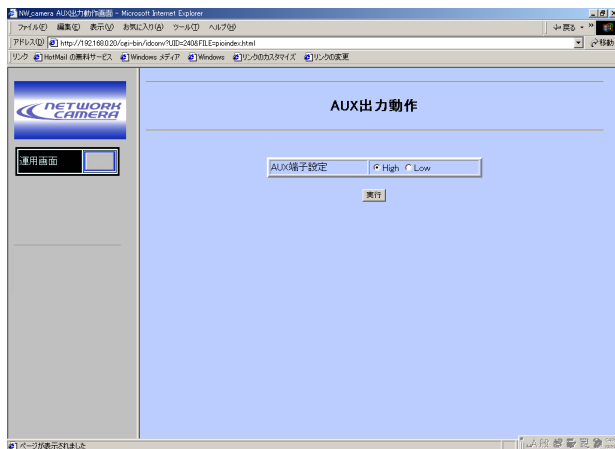 NW_camera AUX出力動作画面 - Microsoft Internet Explorer
ファイル(F) 編集(E) 表示(V) お気に入り(A) ツール(T) ヘルプ(H)
戻る
アドレス(D) http://192.168.0.20/cgi-bin/idconv?UID=240&FILE=pioindex.html
移動
リンク HotMail の無料サービス Windows メディア Windows リンクのカスタマイズ リンクの変更
NETWORK
CAMERA
AUX出力動作
運用画面
AUX端子設定 High Low
実行
ページが表示されました